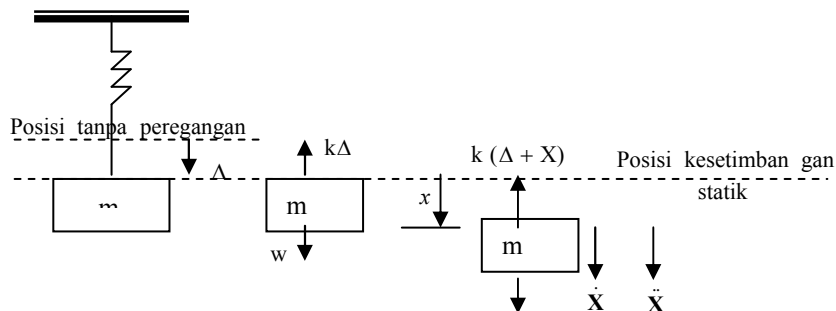 Posisi tanpa peregangan
kΔ
k (Δ + X)
Posisi kesetimban gan
statik
Δ
m
x
m
w
Ẋ
Ẍ